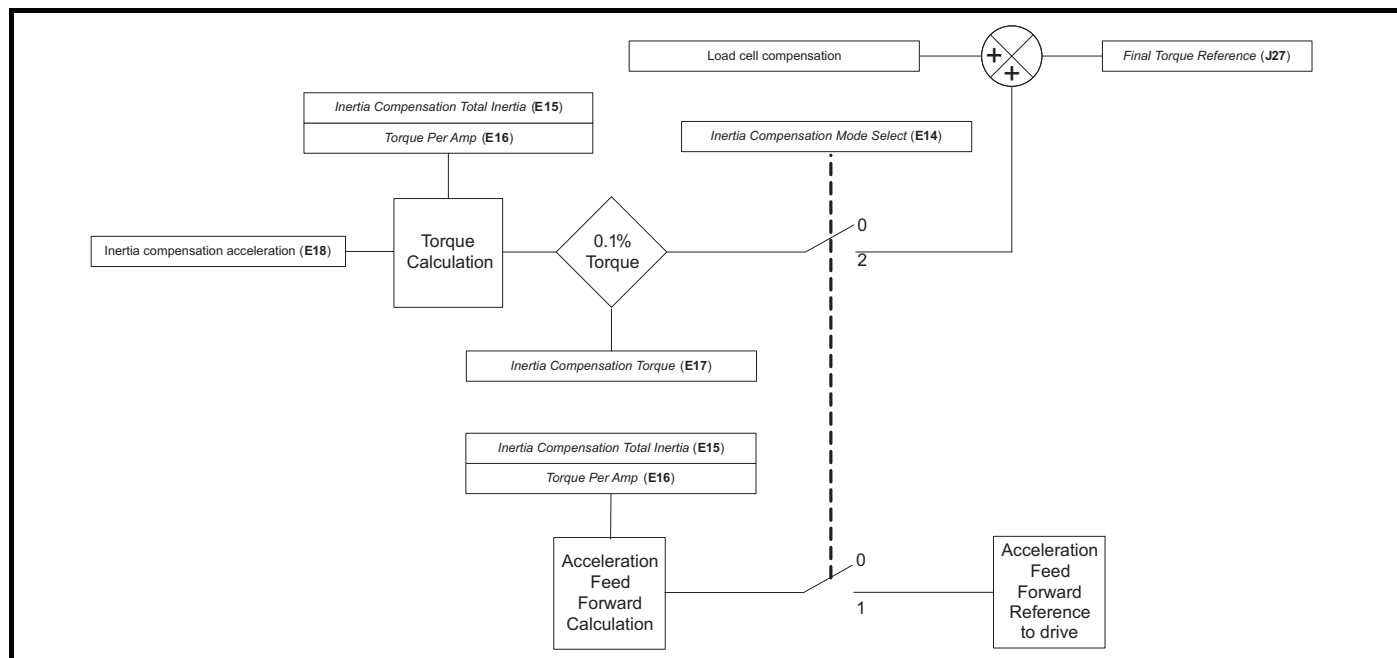 Load cell compensation
+
+
Final Torque Reference (J27)
Inertia Compensation Total Inertia (E15)
Torque Per Amp (E16)
Inertia Compensation Mode Select (E14)
Inertia compensation acceleration (E18)
Torque
Calculation
0.1%
Torque
0
2
Inertia Compensation Torque (E17)
Inertia Compensation Total Inertia (E15)
Torque Per Amp (E16)
Acceleration
Feed
Forward
Calculation
0
1
Acceleration
Feed
Forward
Reference
to drive